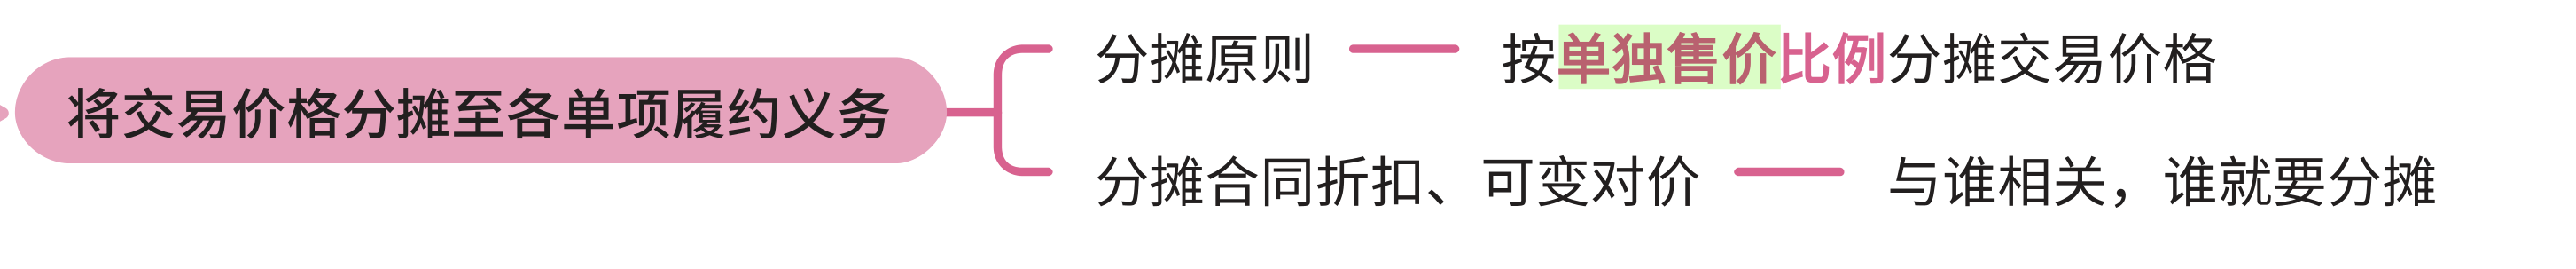 将交易价格分摊至各单项履约义务
分摊原则
按单独售价比例分摊交易价格
分摊合同折扣、可变对价
与谁相关，谁就要分摊